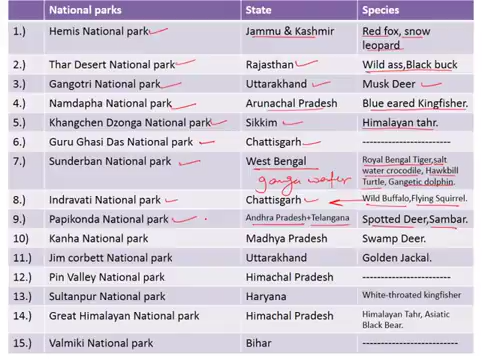 National parks State Species
1.) Hemis National park Jammu & Kashmir Red fox, snow
leopard
2.) Thar Desert National park Rajasthan Wild ass,Black buck
3.) Gangotri National park Uttarakhand Musk Deer
4.) Namdapha National park Arunachal Pradesh Blue eared Kingfisher.
5.) Khangchen Dzonga National park Sikkim Himalayan tahr.
6.) Guru Ghasi Das National park Chattisgarh --------------------
7.) Sunderban National park West Bengal Royal Bengal Tiger,salt
water crocodile, Hawkbill
Turtle, Gangetic dolphin.
ganga water
8.) Indravati National park Chattisgarh Wild Buffalo,Flying Squirrel.
9.) Papikonda National park Andhra Pradesh+Telangana Spotted Deer,Sambar.
10) Kanha National park Madhya Pradesh Swamp Deer.
11.) Jim corbett National park Uttarakhand Golden Jackal.
12.) Pin Valley National park Himachal Pradesh --------------------
13.) Sultanpur National park Haryana White-throated kingfisher
14.) Great Himalayan National park Himachal Pradesh Himalayan Tahr, Asiatic
Black Bear.
15.) Valmiki National park Bihar --------------------